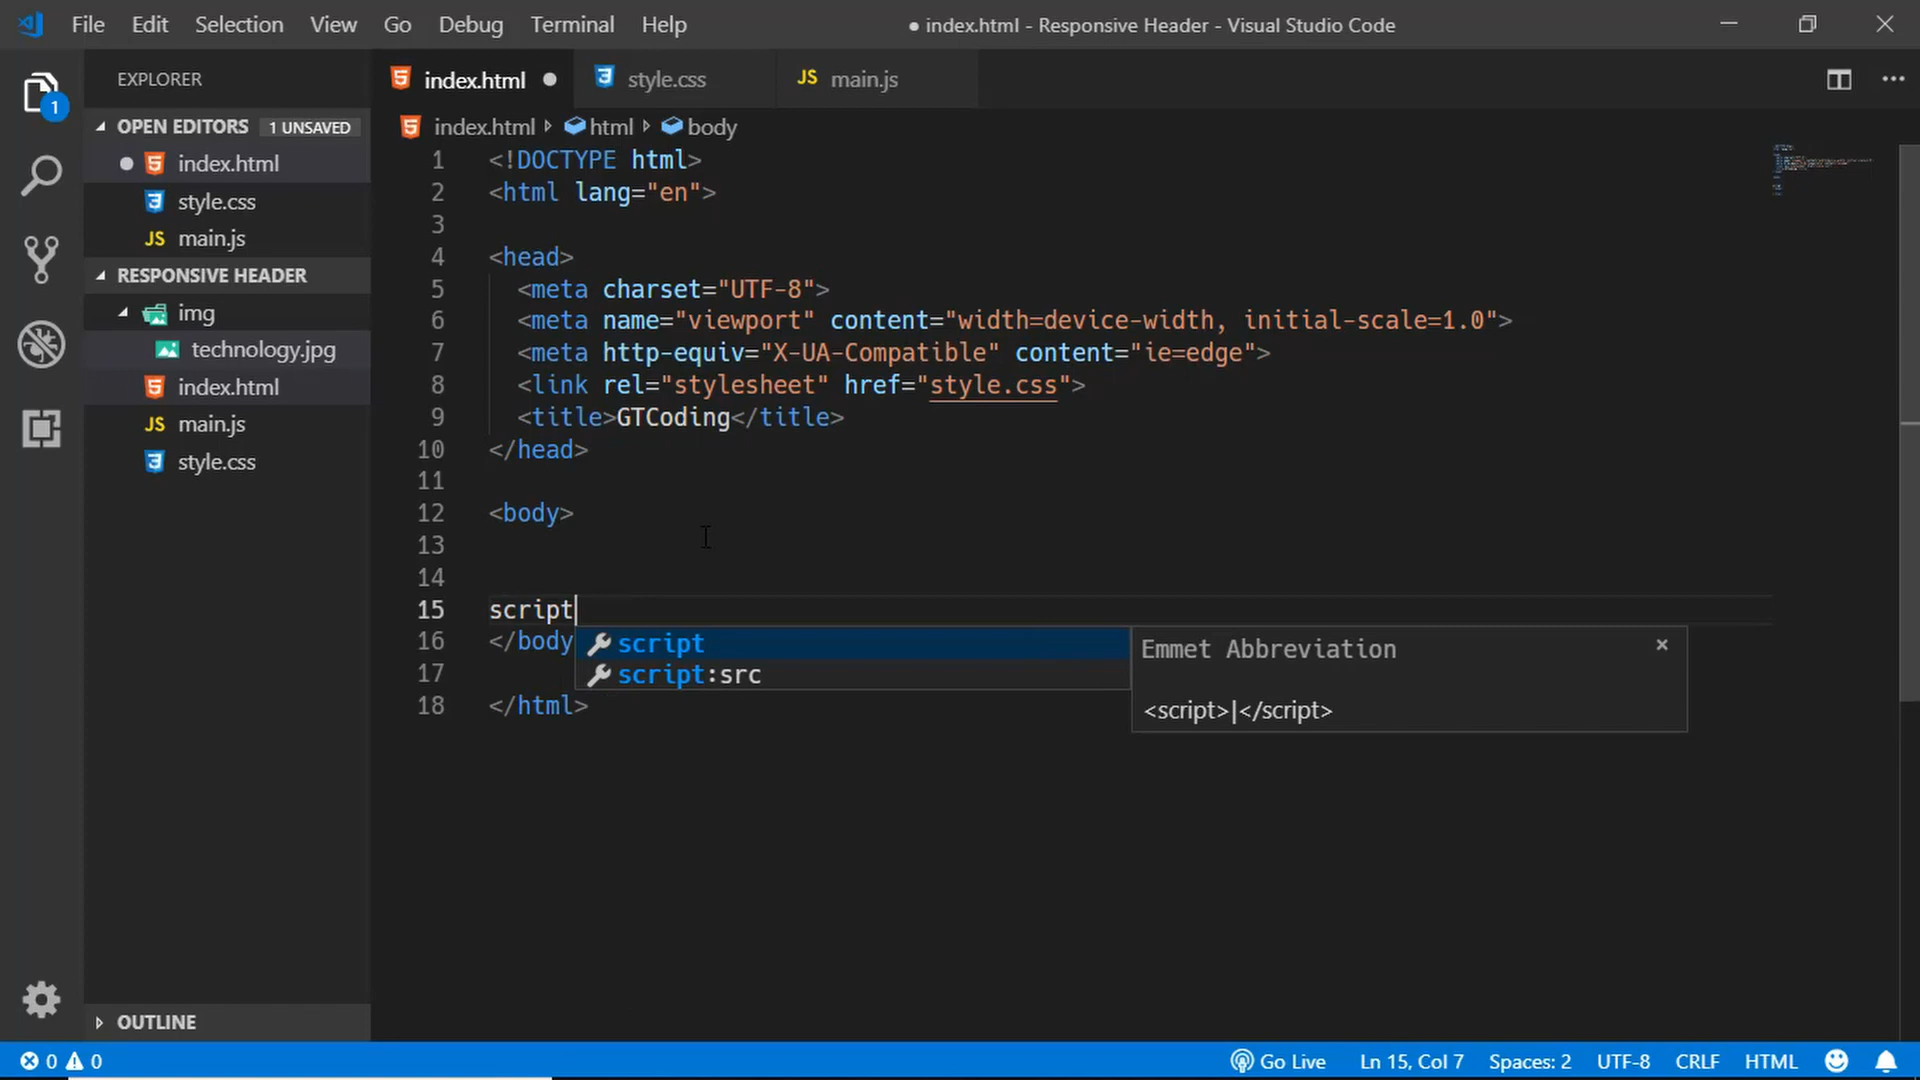 File Edit Selection View Go Debug Terminal Help
● index.html - Responsive Header - Visual Studio Code
EXPLORER
OPEN EDITORS 1 UNSAVED
index.html
style.css
JS main.js
RESPONSIVE HEADER
img
technology.jpg
index.html
JS main.js
style.css
OUTLINE
1
index.html
style.css
JS main.js
index.html html body
1 <!DOCTYPE html>
2 <html lang="en">
3
4 <head>
5 <meta charset="UTF-8">
6 <meta name="viewport" content="width=device-width, initial-scale=1.0">
7 <meta http-equiv="X-UA-Compatible" content="ie=edge">
8 <link rel="stylesheet" href="style.css">
9 <title>GTCoding</title>
10 </head>
11
12 <body>
13
14
15 script
16 </body
17
18 </html>
script
script:src
Emmet Abbreviation
<script>|</script>
0 0
Go Live Ln 15, Col 7 Spaces: 2 UTF-8 CRLF HTML